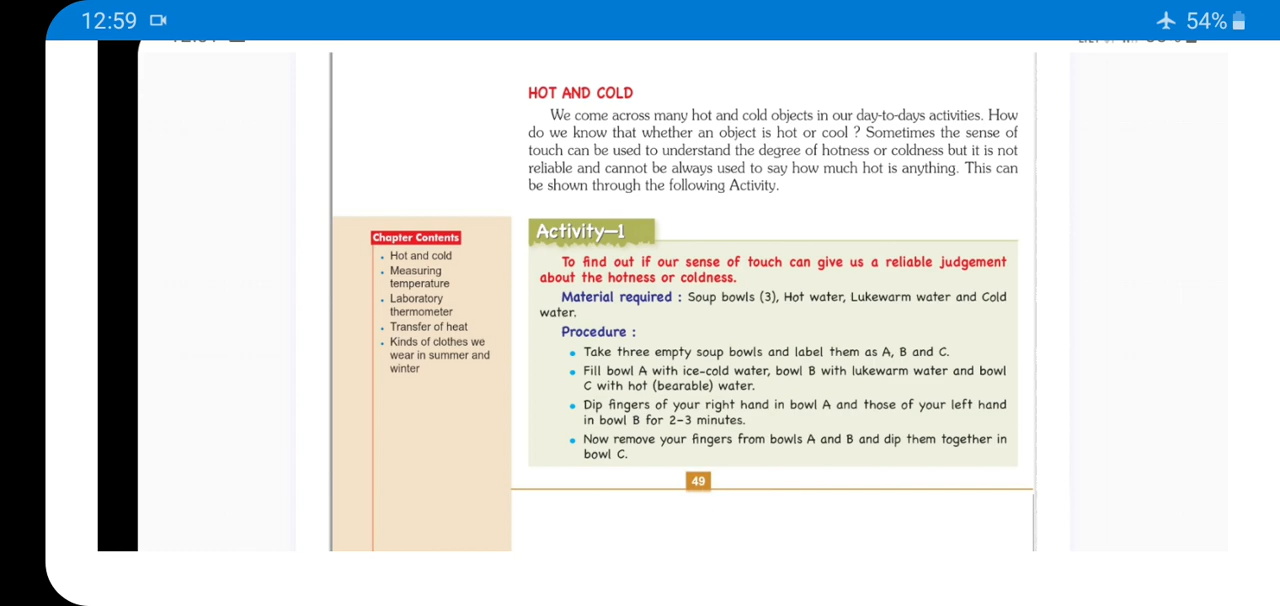 12:59
54%
HOT AND COLD
We come across many hot and cold objects in our day-to-days activities. How
do we know that whether an object is hot or cool ? Sometimes the sense of
touch can be used to understand the degree of hotness or coldness but it is not
reliable and cannot be always used to say how much hot is anything. This can
be shown through the following Activity.
Chapter Contents
• Hot and cold
• Measuring
temperature
• Laboratory
thermometer
• Transfer of heat
• Kinds of clothes we
wear in summer and
winter
Activity–1
To find out if our sense of touch can give us a reliable judgement
about the hotness or coldness.
Material required : Soup bowls (3), Hot water, Lukewarm water and Cold
water.
Procedure :
• Take three empty soup bowls and label them as A, B and C.
• Fill bowl A with ice-cold water, bowl B with lukewarm water and bowl
C with hot (bearable) water.
• Dip fingers of your right hand in bowl A and those of your left hand
in bowl B for 2–3 minutes.
• Now remove your fingers from bowls A and B and dip them together in
bowl C.
49